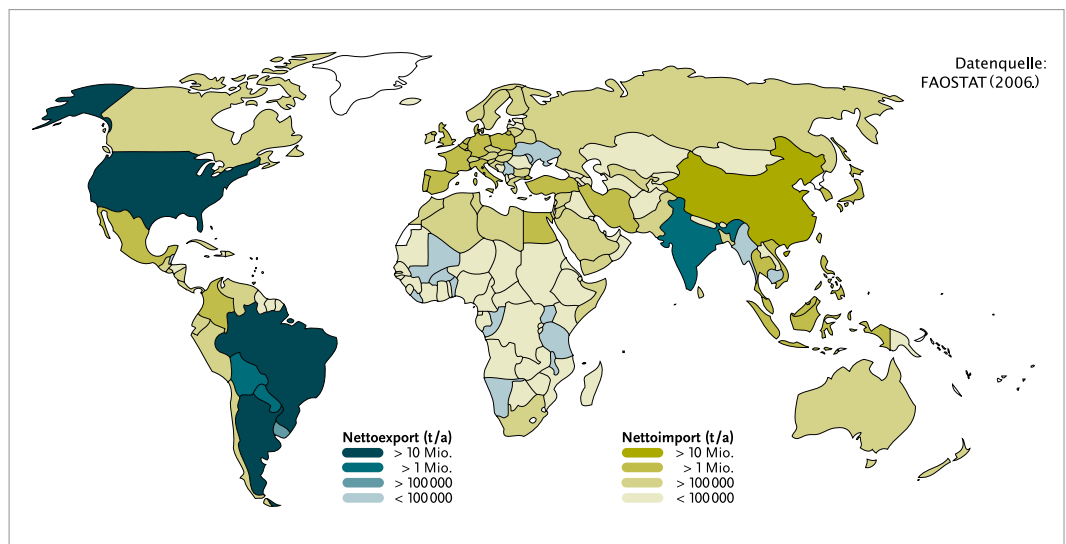 Datenquelle:
FAOSTAT (2006.)
Nettoexport (t/a)
> 10 Mio.
> 1 Mio.
> 100 000
< 100 000
Nettoimport (t/a)
> 10 Mio.
> 1 Mio.
> 100 000
< 100 000